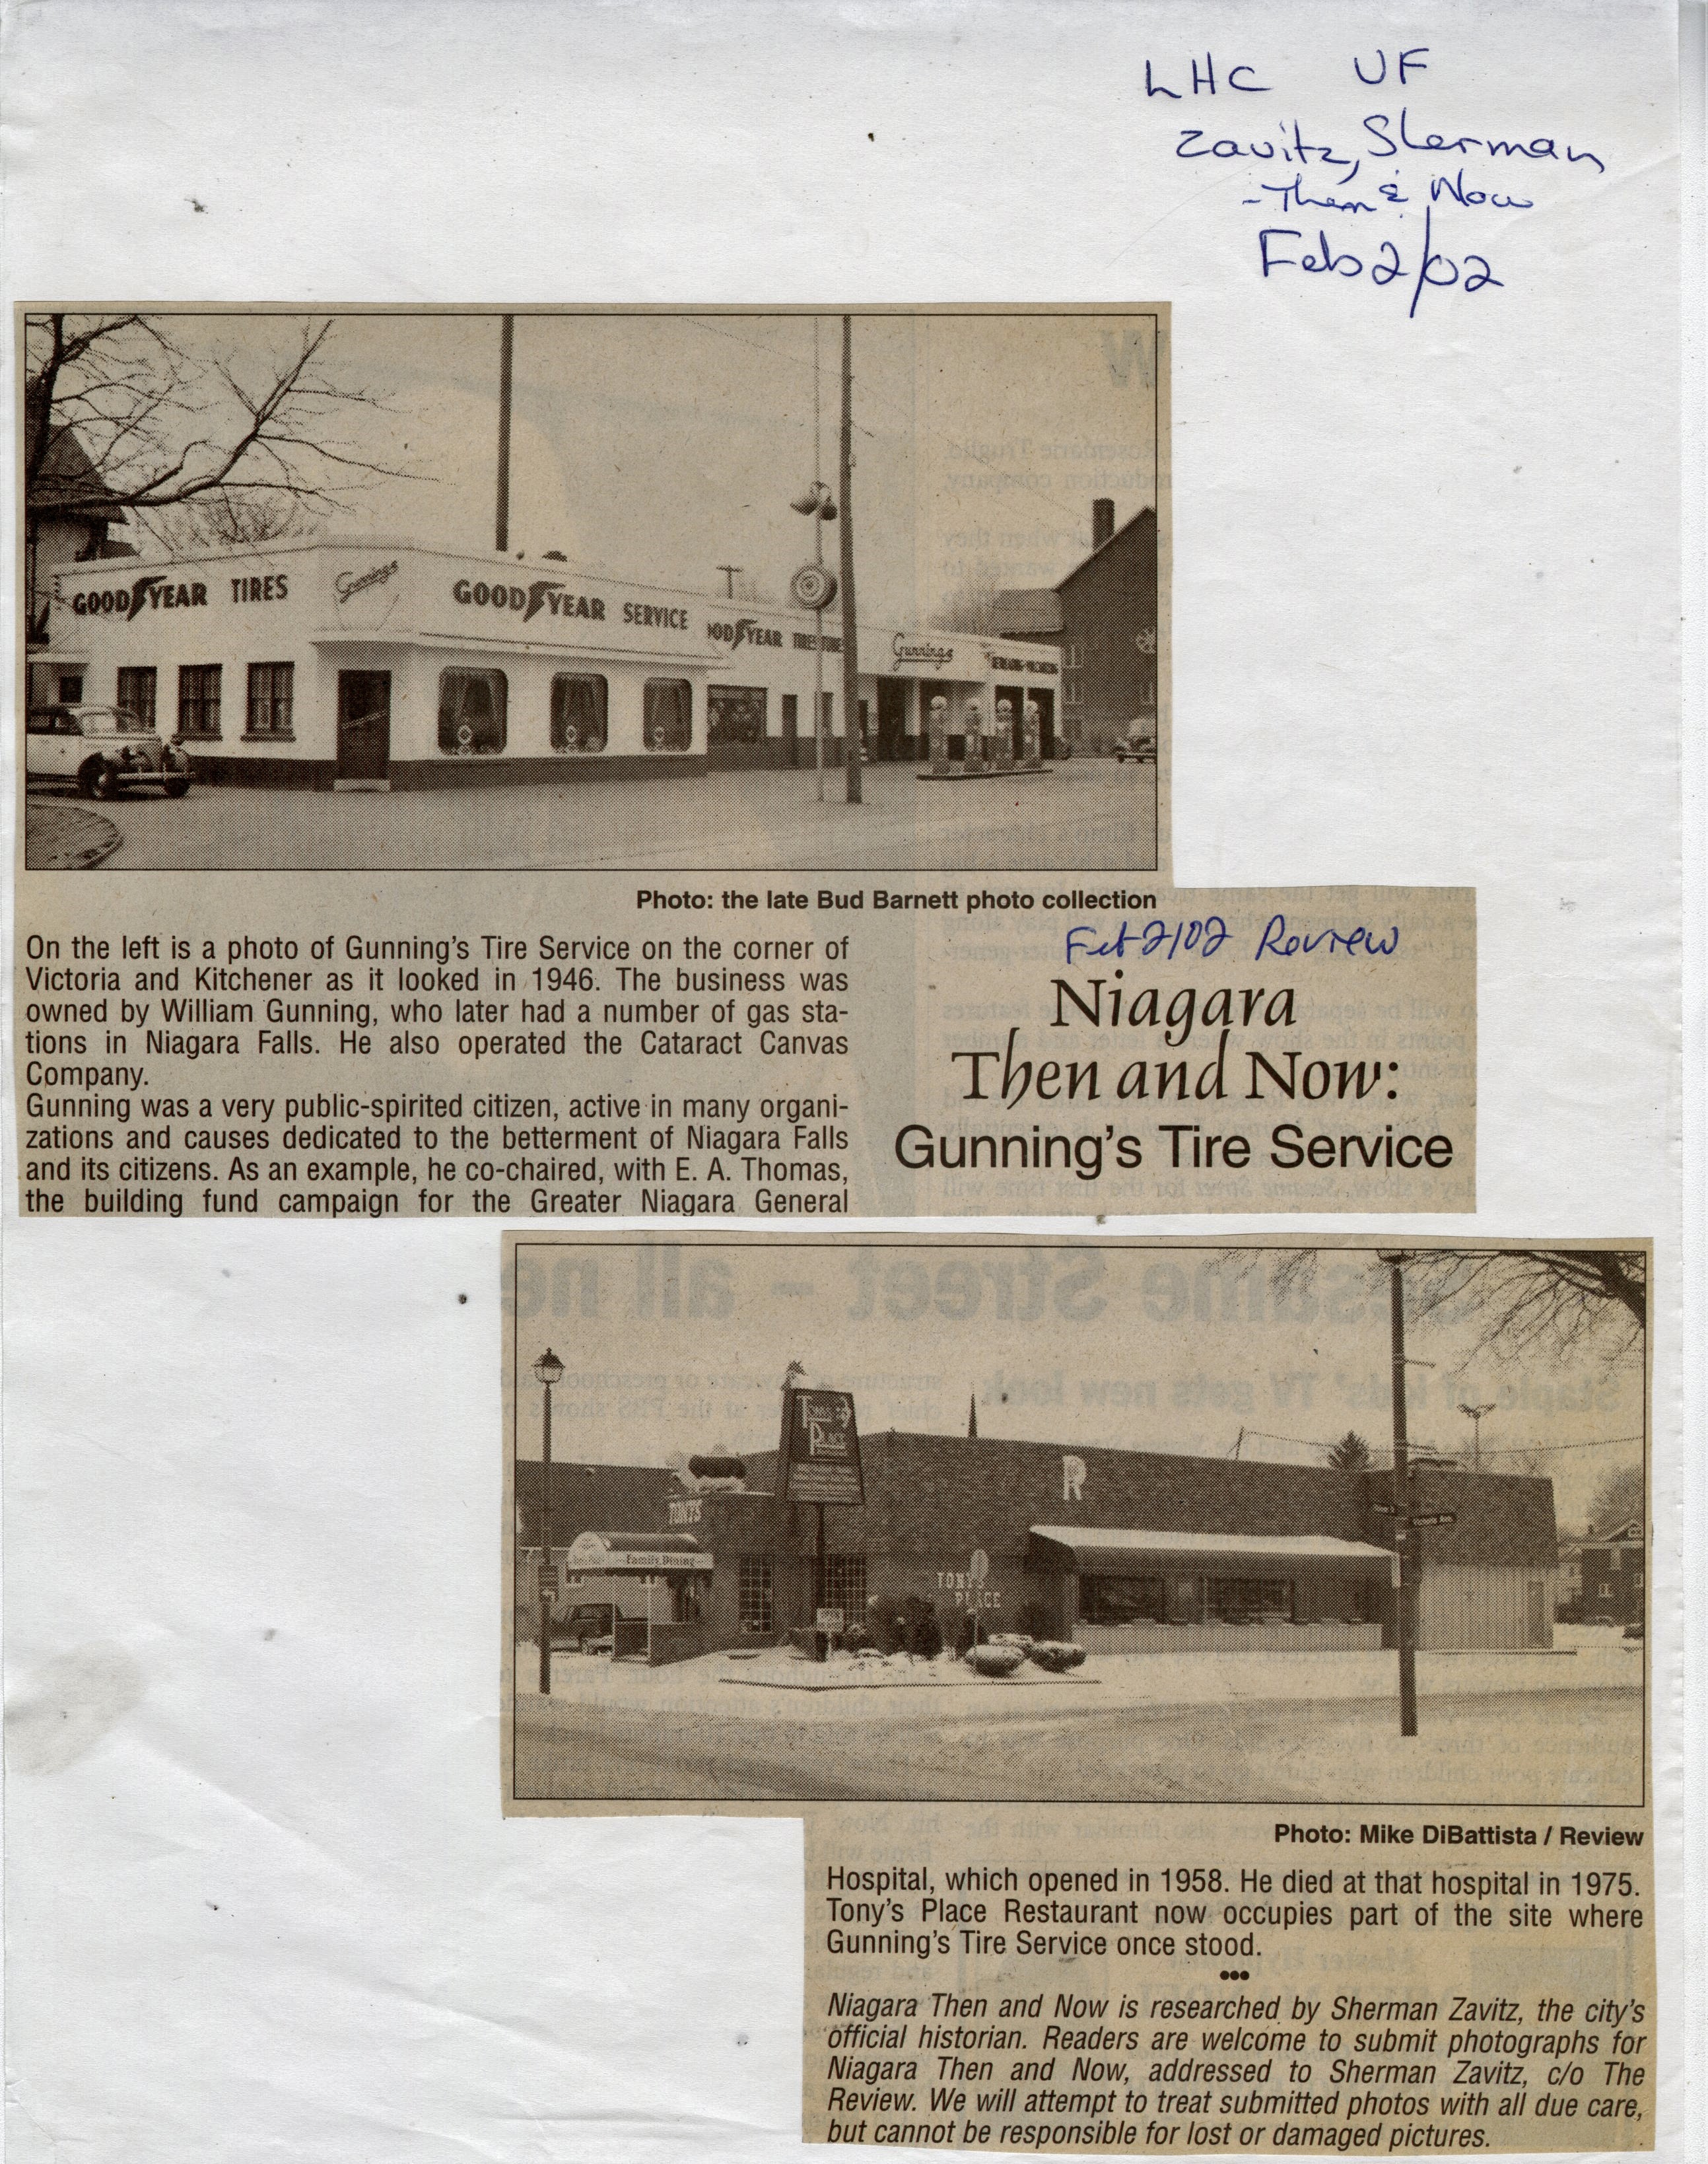 LHC UF
Zavitz, Sherman
- Then & Now
Feb 2/02
GOODYEAR TIRES
Gunnings
GOODYEAR SERVICE
GOODYEAR TIRES
Gunnings
Photo: the late Bud Barnett photo collection
On the left is a photo of Gunning's Tire Service on the corner of
Victoria and Kitchener as it looked in 1946. The business was
owned by William Gunning, who later had a number of gas sta-
tions in Niagara Falls. He also operated the Cataract Canvas
Company.
Gunning was a very public-spirited citizen, active in many organi-
zations and causes dedicated to the betterment of Niagara Falls
and its citizens. As an example, he co-chaired, with E. A. Thomas,
the building fund campaign for the Greater Niagara General
Feb 2/02 Review
Niagara
Then and Now:
Gunning's Tire Service
TONY'S
PLACE
R
TONY'S
Family Dining
TONY'S
PLACE
OPEN
Victoria Ave.
Photo: Mike DiBattista / Review
Hospital, which opened in 1958. He died at that hospital in 1975.
Tony's Place Restaurant now occupies part of the site where
Gunning's Tire Service once stood.
•••
Niagara Then and Now is researched by Sherman Zavitz, the city's
official historian. Readers are welcome to submit photographs for
Niagara Then and Now, addressed to Sherman Zavitz, c/o The
Review. We will attempt to treat submitted photos with all due care,
but cannot be responsible for lost or damaged pictures.